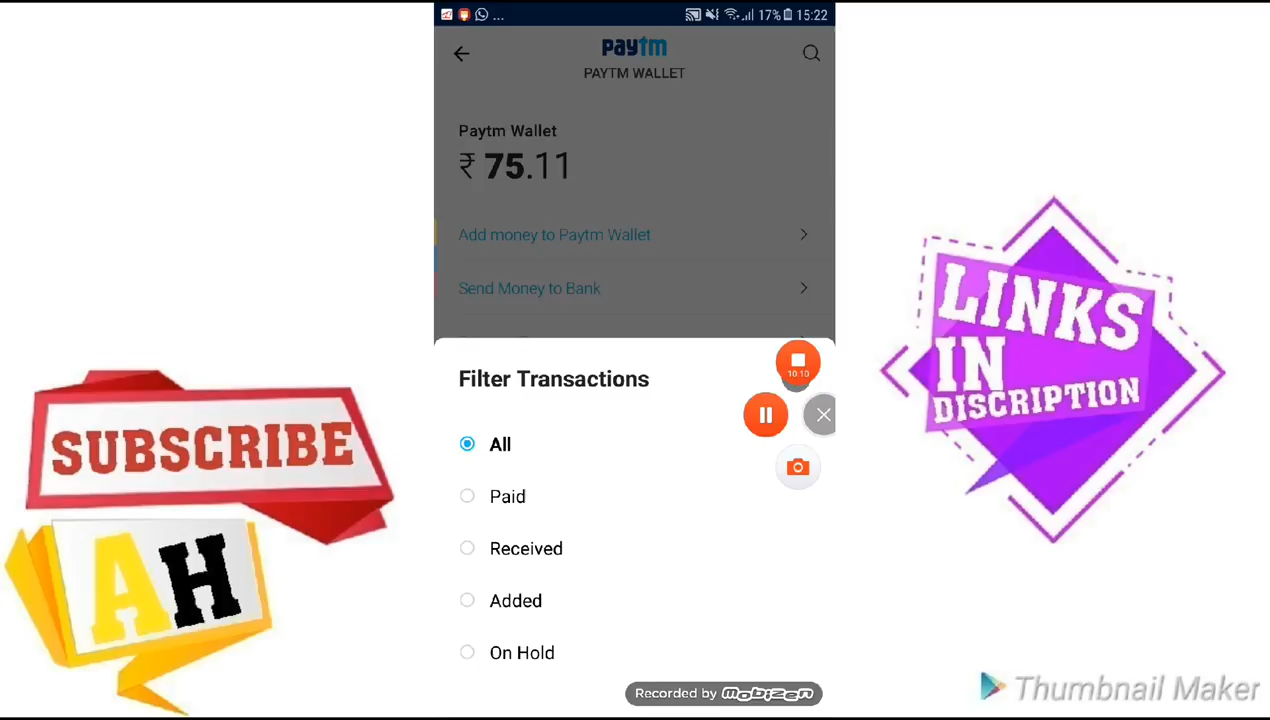 ... 17% 15:22
paytm
PAYTM WALLET
Paytm Wallet
₹ 75.11
Add money to Paytm Wallet
Send Money to Bank
Filter Transactions
10:10
All
Paid
Received
Added
On Hold
Recorded by mobizen
SUBSCRIBE
AH
LINKS
IN
DISCRIPTION
Thumbnail Maker